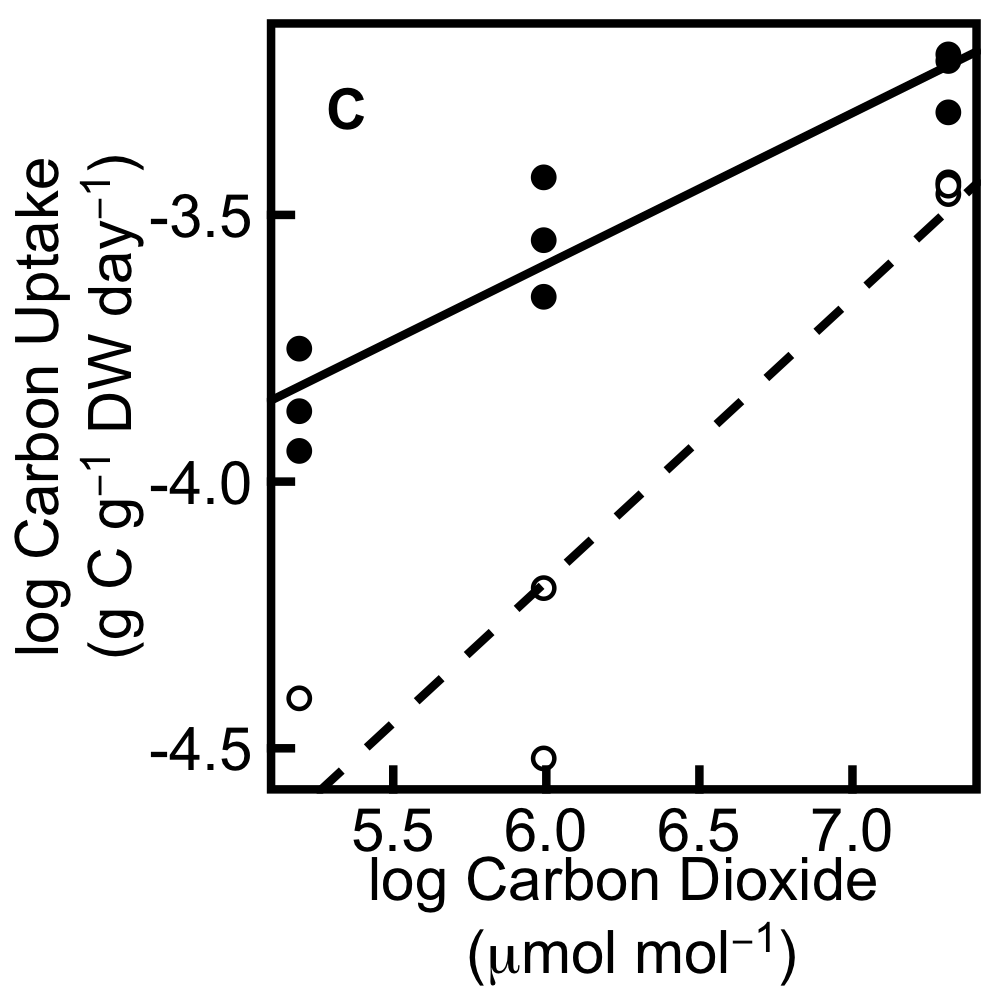 C
log Carbon Uptake
(g C g⁻¹ DW day⁻¹)
-3.5
-4.0
-4.5
5.5 6.0 6.5 7.0
log Carbon Dioxide
(μmol mol⁻¹)